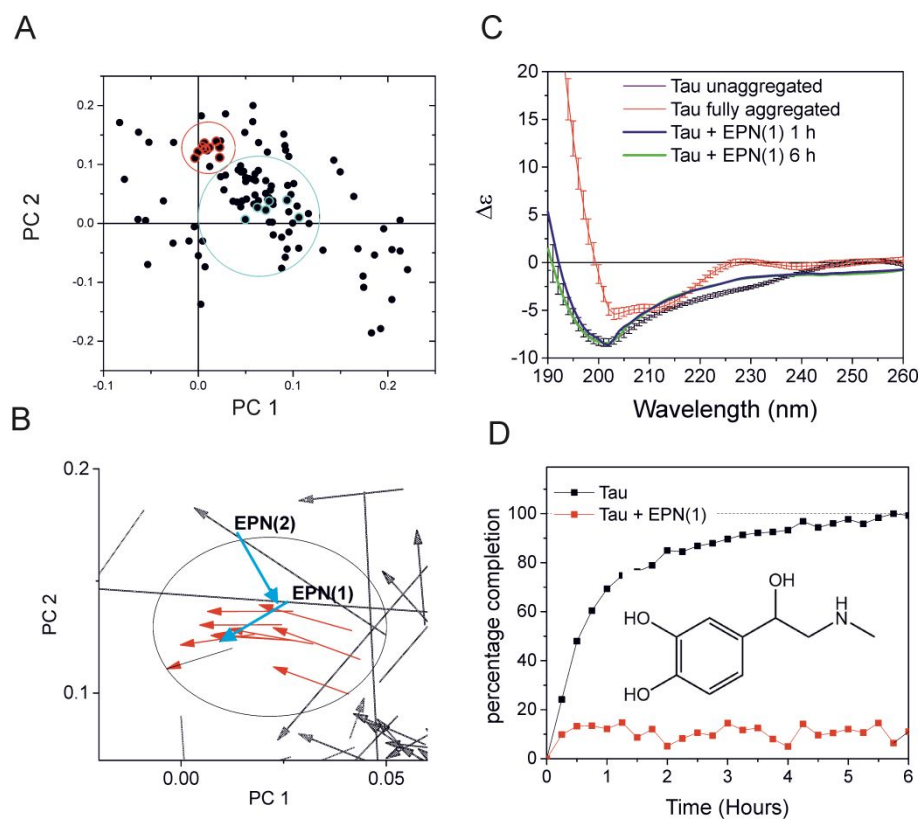 A
0.2
0.1
0.0
-0.1
-0.2
-0.1
0.0
0.1
0.2
PC 2
PC 1
B
0.2
0.1
0.00
0.05
PC 2
PC 1
EPN(2)
EPN(1)
C
20
15
10
5
0
-5
-10
190 200 210 220 230 240 250 260
Δε
Wavelength (nm)
Tau unaggregated
Tau fully aggregated
Tau + EPN(1) 1 h
Tau + EPN(1) 6 h
D
100
80
60
40
20
0
0 1 2 3 4 5 6
percentage completion
Time (Hours)
Tau
Tau + EPN(1)
OH
H
N
HO
HO